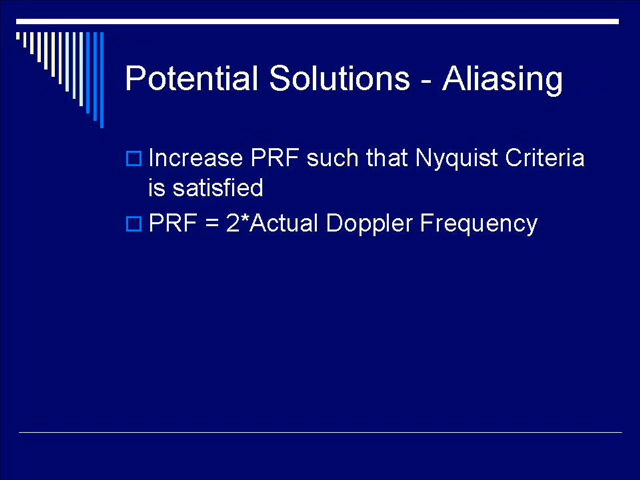 Potential Solutions - Aliasing
Increase PRF such that Nyquist Criteria
is satisfied
PRF = 2*Actual Doppler Frequency